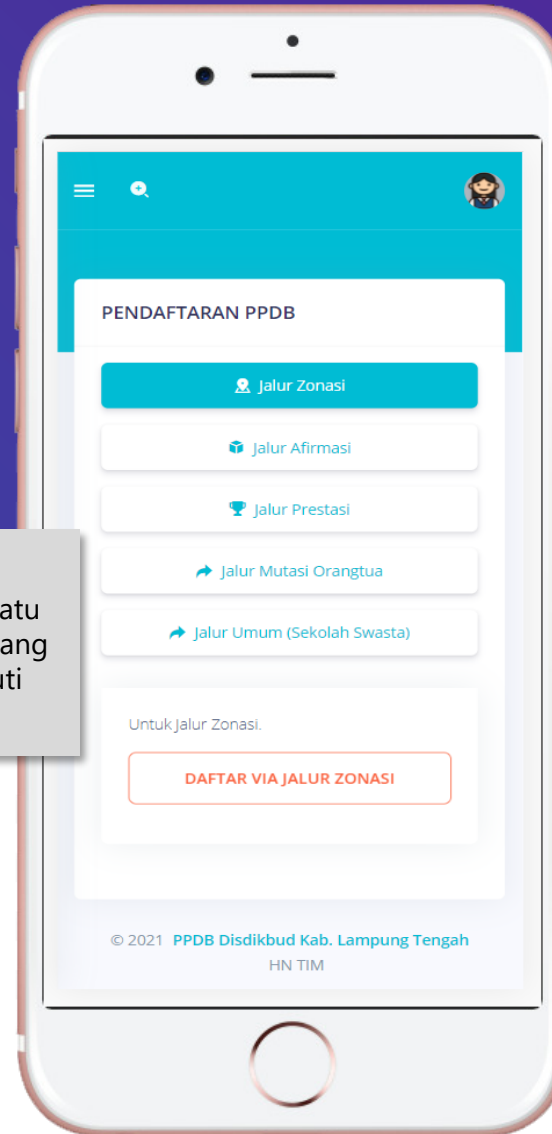 PENDAFTARAN PPDB
Jalur Zonasi
Jalur Afirmasi
Jalur Prestasi
Jalur Mutasi Orangtua
Jalur Umum (Sekolah Swasta)
Untuk Jalur Zonasi.
DAFTAR VIA JALUR ZONASI
© 2021 PPDB Disdikbud Kab. Lampung Tengah
HN TIM